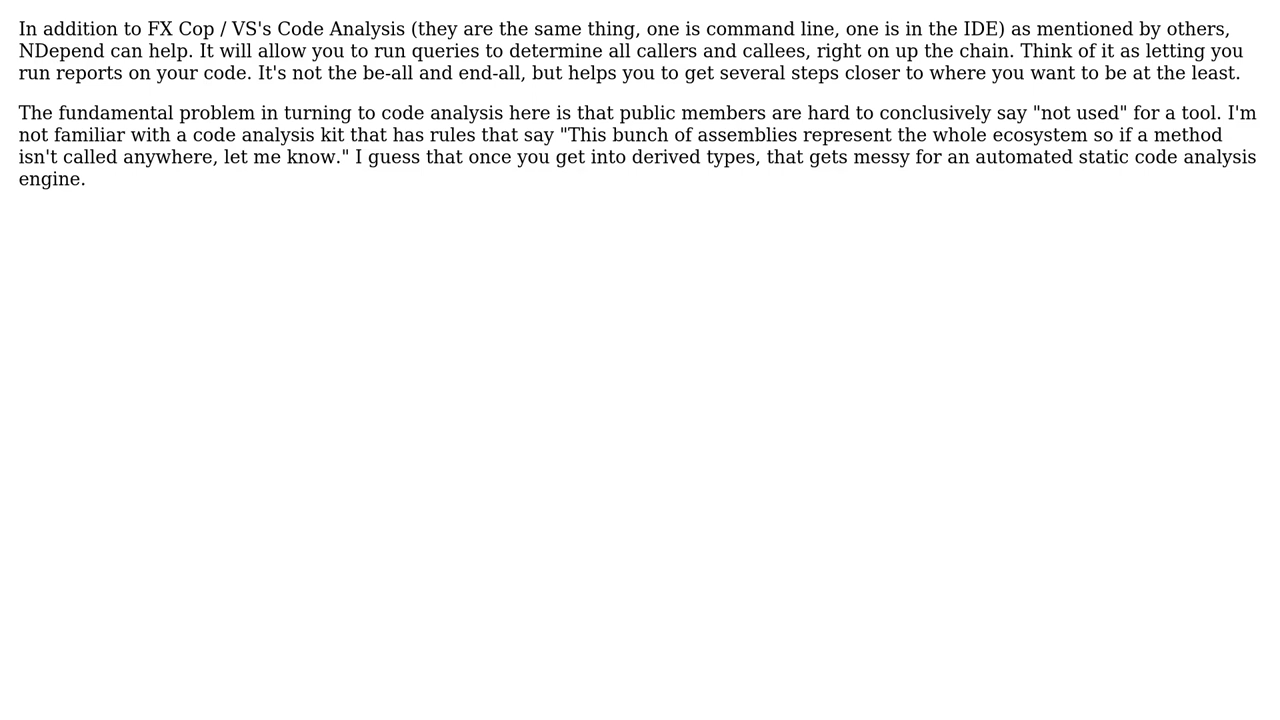 In addition to FX Cop / VS's Code Analysis (they are the same thing, one is command line, one is in the IDE) as mentioned by others,
NDepend can help. It will allow you to run queries to determine all callers and callees, right on up the chain. Think of it as letting you
run reports on your code. It's not the be-all and end-all, but helps you to get several steps closer to where you want to be at the least.
The fundamental problem in turning to code analysis here is that public members are hard to conclusively say "not used" for a tool. I'm
not familiar with a code analysis kit that has rules that say "This bunch of assemblies represent the whole ecosystem so if a method
isn't called anywhere, let me know." I guess that once you get into derived types, that gets messy for an automated static code analysis
engine.